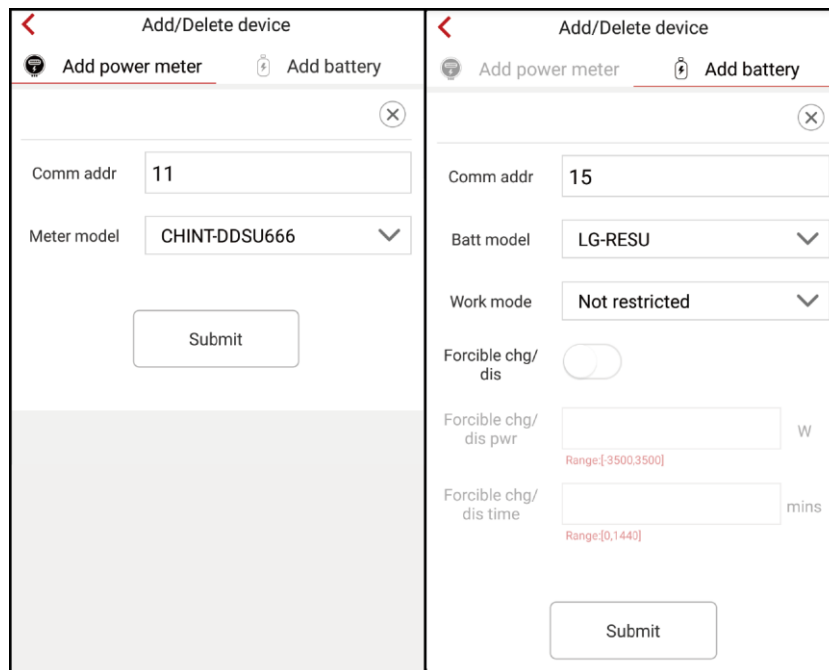 Add/Delete device
Add power meter
Add battery
Comm addr
11
Meter model
CHINT-DDSU666
Submit
Add/Delete device
Add power meter
Add battery
Comm addr
15
Batt model
LG-RESU
Work mode
Not restricted
Forcible chg/
dis
Forcible chg/
dis pwr
W
Range:[-3500,3500]
Forcible chg/
dis time
mins
Range:[0,1440]
Submit